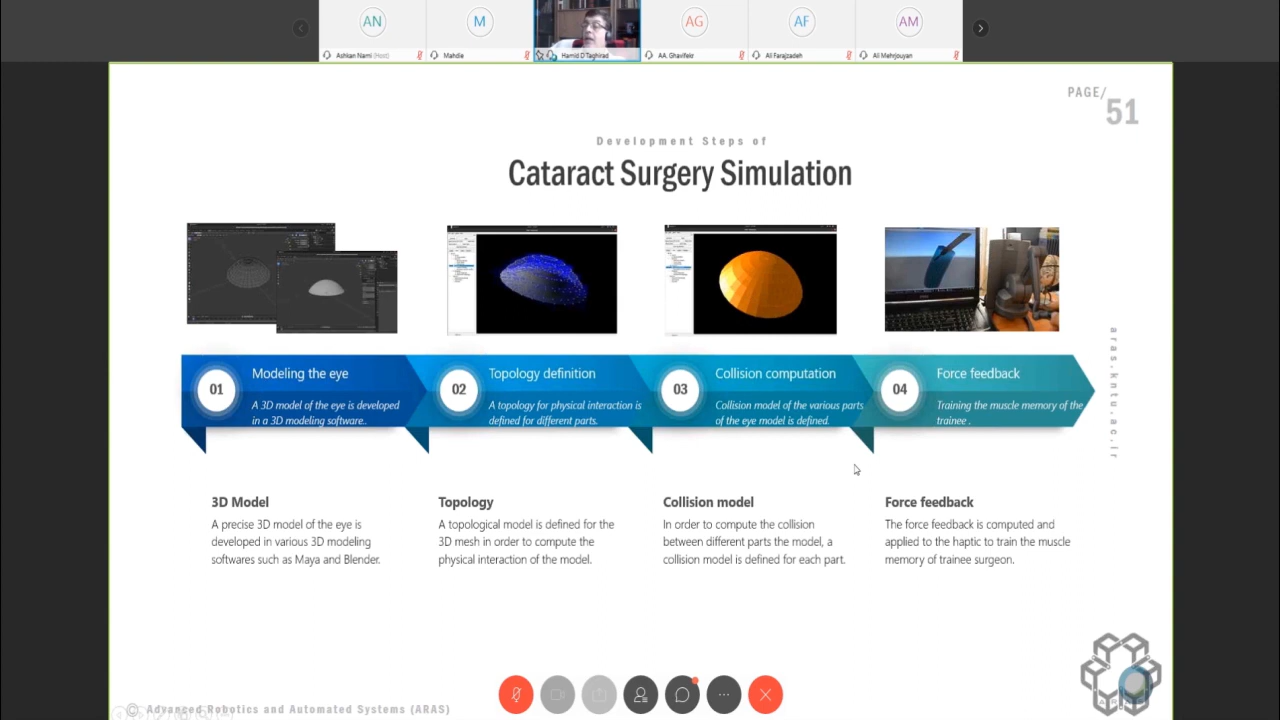 AN
M
AG
AF
AM
Ashkan Nami (Host)
Mahdie
Hamid D Taghirad
AA. Ghavifekr
Ali Farajzadeh
Ali Mehrjouyan
PAGE/
51
Development Steps of
Cataract Surgery Simulation
01
Modeling the eye
A 3D model of the eye is developed
in a 3D modeling software..
02
Topology definition
A topology for physical interaction is
defined for different parts.
03
Collision computation
Collision model of the various parts
of the eye model is defined.
04
Force feedback
Training the muscle memory of the
trainee .
aras.kntu.ac.ir
3D Model
A precise 3D model of the eye is
developed in various 3D modeling
softwares such as Maya and Blender.
Topology
A topological model is defined for the
3D mesh in order to compute the
physical interaction of the model.
Collision model
In order to compute the collision
between different parts the model, a
collision model is defined for each part.
Force feedback
The force feedback is computed and
applied to the haptic to train the muscle
memory of trainee surgeon.
© Advanced Robotics and Automated Systems (ARAS)
ARAS